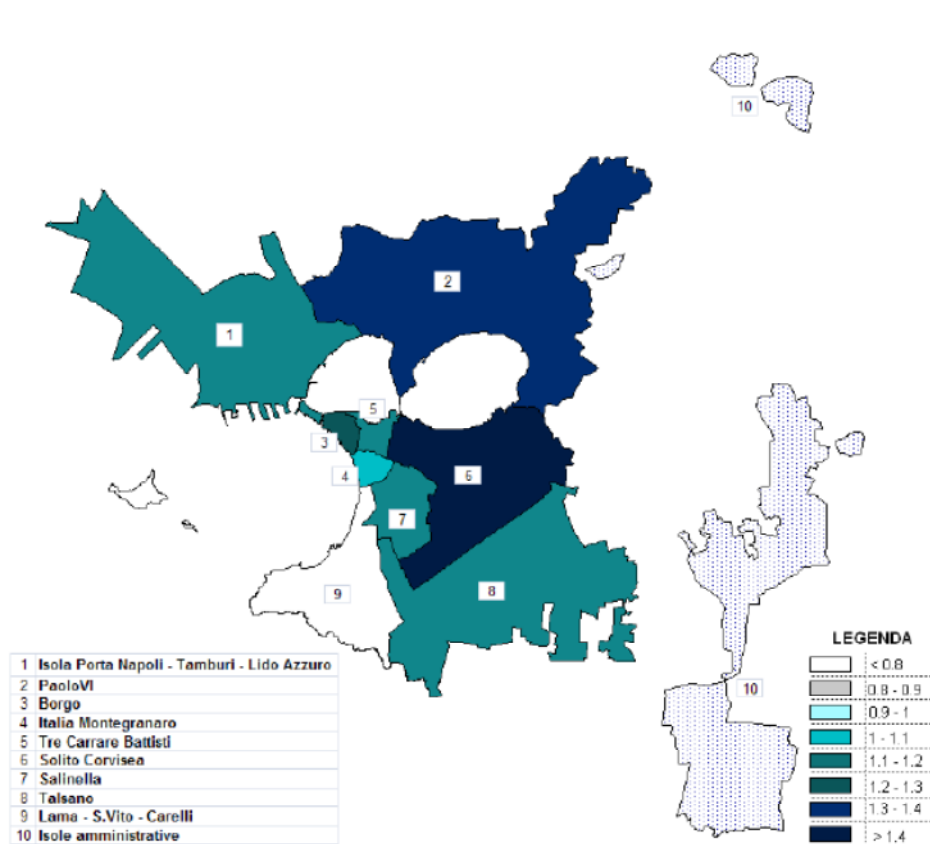 10
2
1
5
3
4
6
7
9
8
10
LEGENDA
< 0.8
0.8 - 0.9
0.9 - 1
1 - 1.1
1.1 - 1.2
1.2 - 1.3
1.3 - 1.4
> 1.4
1 Isola Porta Napoli - Tamburi - Lido Azzuro
2 PaoloVI
3 Borgo
4 Italia Montegranaro
5 Tre Carrare Battisti
6 Solito Corvisea
7 Salinella
8 Talsano
9 Lama - S.Vito - Carelli
10 Isole amministrative